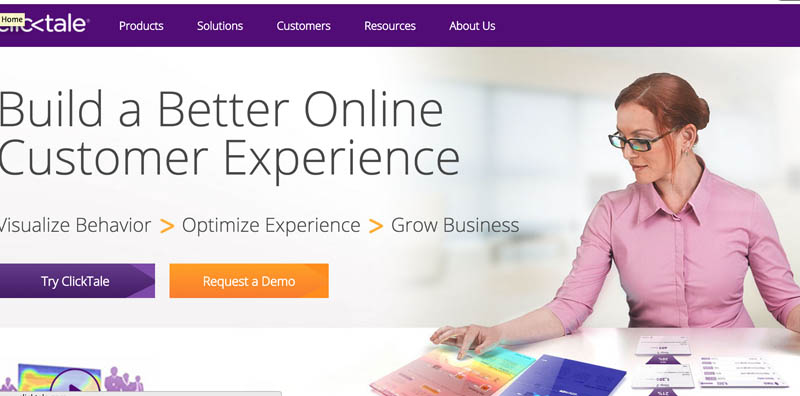 Home
clicktale
Products
Solutions
Customers
Resources
About Us
Build a Better Online
Customer Experience
Visualize Behavior > Optimize Experience > Grow Business
Try ClickTale
Request a Demo